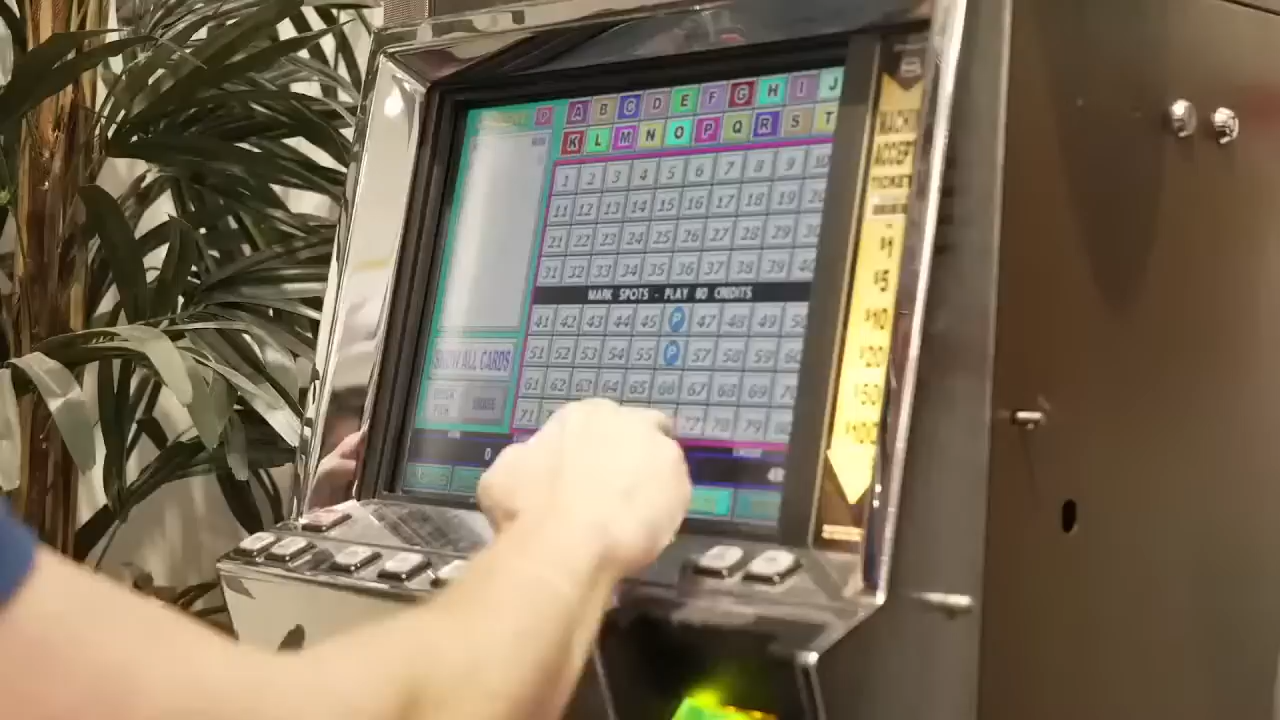 A B C D E F G H I J
K L M N O P Q R S T
1 2 3 4 5 6 7 8 9 10
11 12 13 14 15 16 17 18 19 20
21 22 23 24 25 26 27 28 29 30
31 32 33 34 35 36 37 38 39 40
MARK SPOTS - PLAY 80 CREDITS
41 42 43 44 45 P 47 48 49 50
51 52 53 54 55 P 57 58 59 60
61 62 63 64 65 66 67 68 69 70
71 77 78 79 80
SHOW ALL CARDS
0
MACHINE
ACCEPT
TICKET
$1
$5
$10
$20
$50
$100